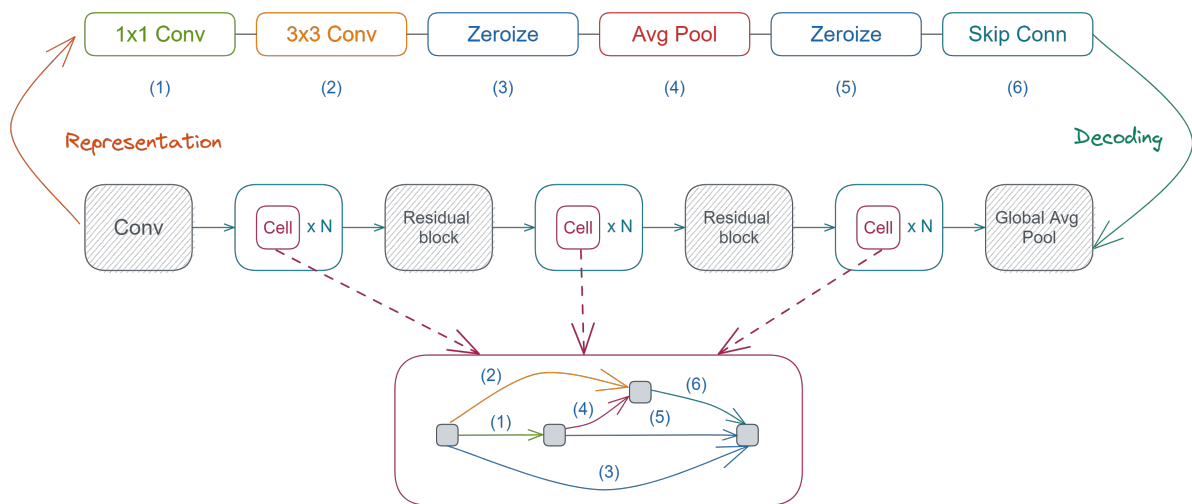 1x1 Conv
3x3 Conv
Zeroize
Avg Pool
Zeroize
Skip Conn
(1)
(2)
(3)
(4)
(5)
(6)
Representation
Decoding
Conv
Cell
x N
Residual
block
Cell
x N
Residual
block
Cell
x N
Global Avg
Pool
(2)
(6)
(4)
(5)
(1)
(3)